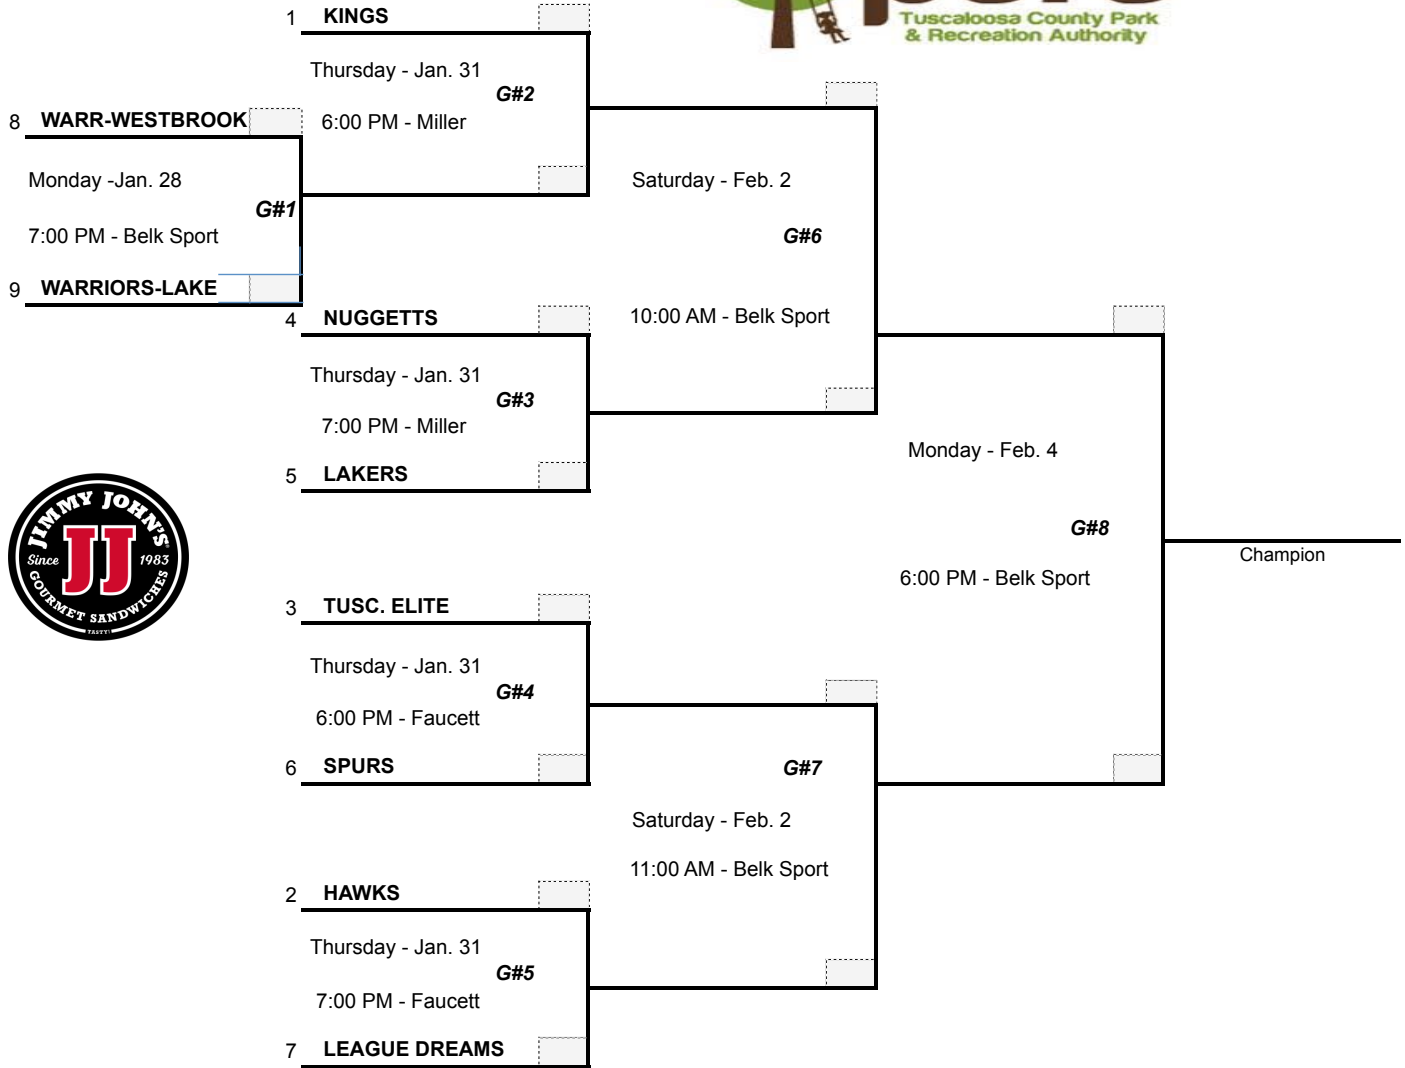 1 KINGS
Tuscaloosa County Park
& Recreation Authority
Thursday - Jan. 31
G#2
6:00 PM - Miller
8 WARR-WESTBROOK
Monday -Jan. 28
G#1
7:00 PM - Belk Sport
9 WARRIORS-LAKE
Saturday - Feb. 2
G#6
10:00 AM - Belk Sport
4 NUGGETTS
Thursday - Jan. 31
G#3
7:00 PM - Miller
5 LAKERS
Monday - Feb. 4
G#8
6:00 PM - Belk Sport
Champion
JIMMY JOHN'S
Since 1983
JJ
GOURMET SANDWICHES
TASTY!
3 TUSC. ELITE
Thursday - Jan. 31
G#4
6:00 PM - Faucett
6 SPURS
G#7
Saturday - Feb. 2
11:00 AM - Belk Sport
2 HAWKS
Thursday - Jan. 31
G#5
7:00 PM - Faucett
7 LEAGUE DREAMS